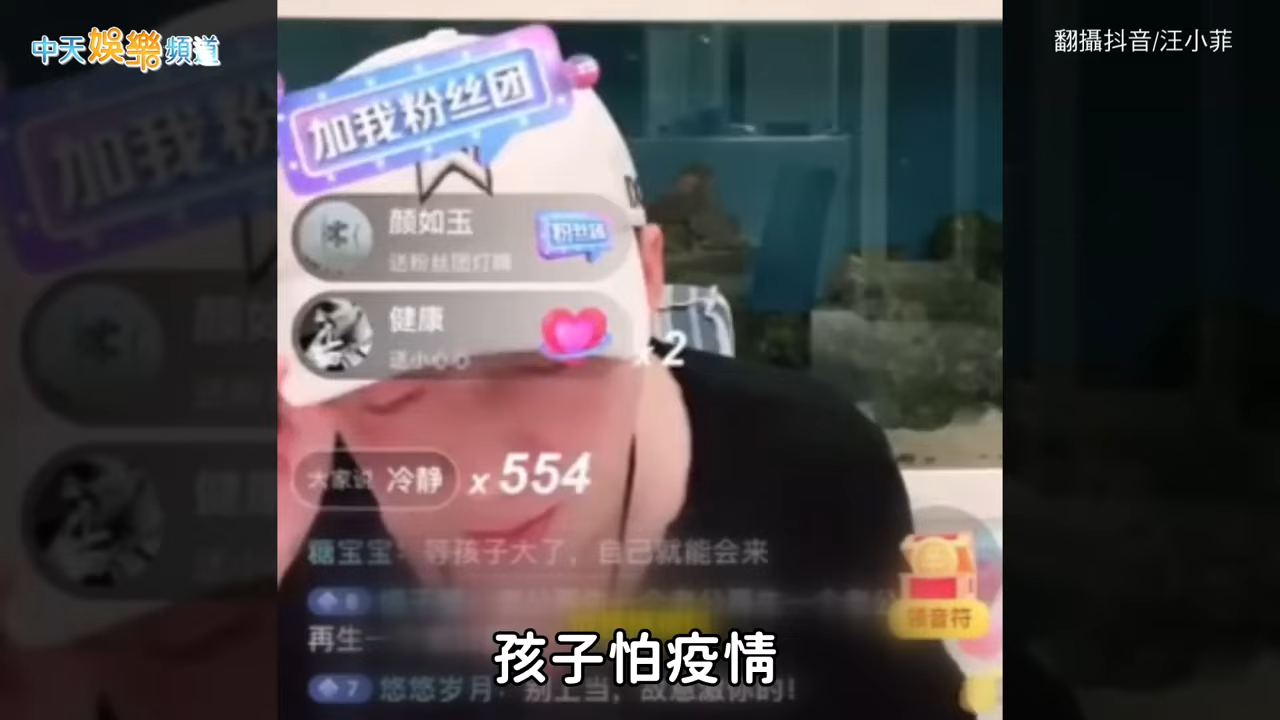 中天娛樂頻道
翻攝抖音/汪小菲
加我粉丝团
颜如玉
粉丝团
送粉丝团灯牌
健康
送小心心
x 2
大家说 冷静 x 554
糖宝宝：等孩子大了，自己就能会来
8
再生一
领音符
孩子怕疫情
7 悠悠岁月：别上当，故意激你的！